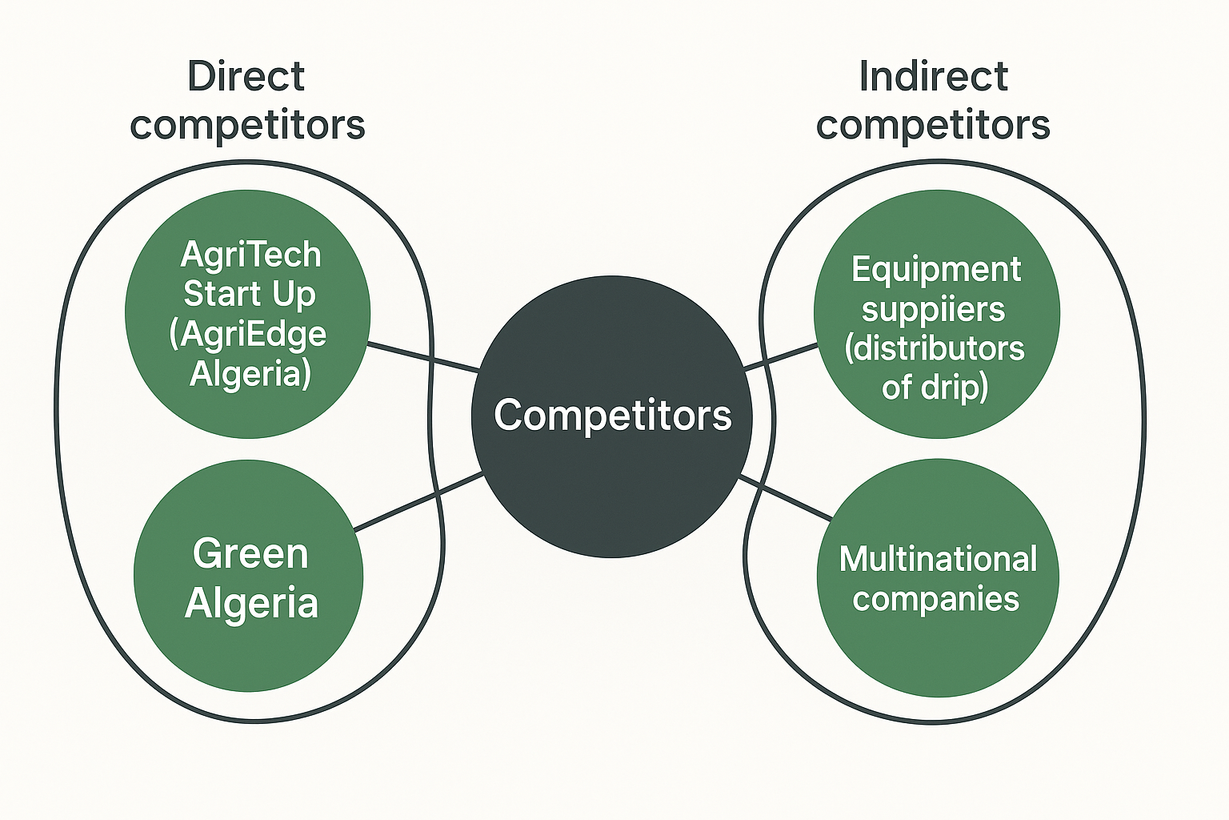 Direct
competitors
AgriTech
Start Up
(AgriEdge
Algeria)
Green
Algeria
Competitors
Indirect
competitors
Equipment
suppiiers
(distributors
of drip)
Multinational
companies